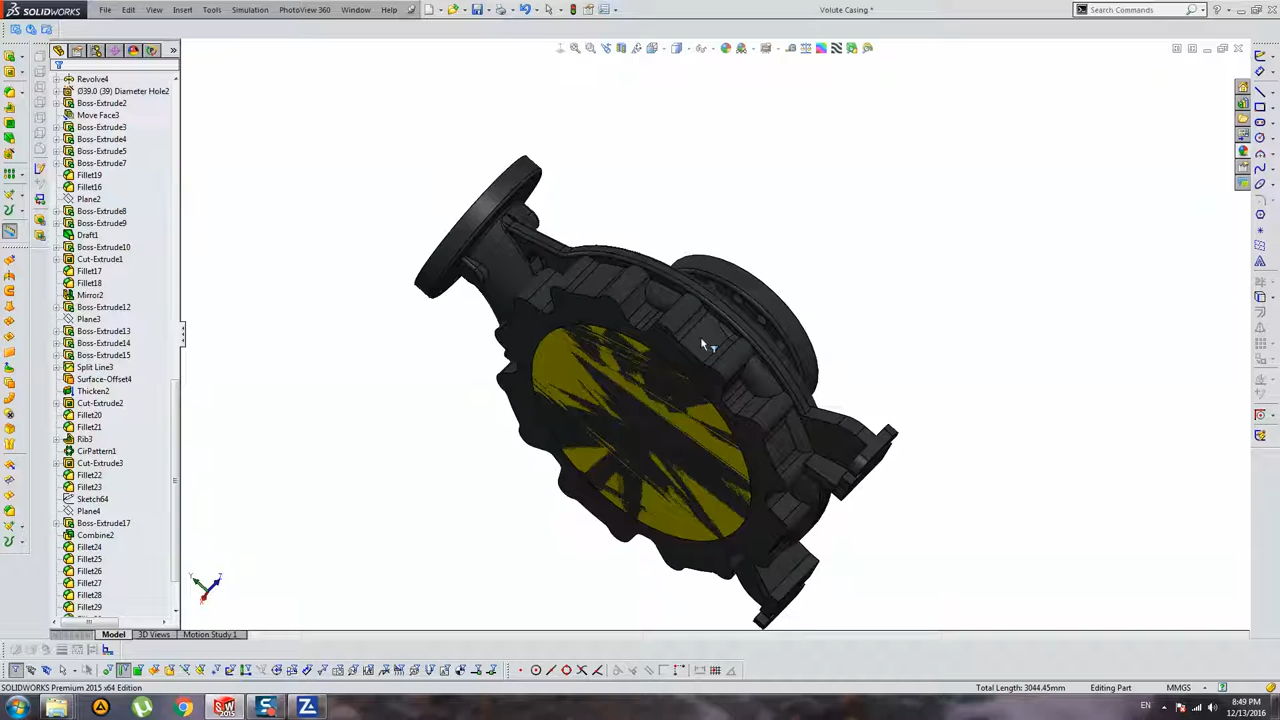 SOLIDWORKS
File Edit View Insert Tools Simulation PhotoView 360 Window Help
Volute Casing *
Search Commands
Revolve4
Ø39.0 (39) Diameter Hole2
Boss-Extrude2
Move Face3
Boss-Extrude3
Boss-Extrude4
Boss-Extrude5
Boss-Extrude7
Fillet19
Fillet16
Plane2
Boss-Extrude8
Boss-Extrude9
Draft1
Boss-Extrude10
Cut-Extrude1
Fillet17
Fillet18
Mirror2
Boss-Extrude12
Plane3
Boss-Extrude13
Boss-Extrude14
Boss-Extrude15
Split Line3
Surface-Offset4
Thicken2
Cut-Extrude2
Fillet20
Fillet21
Rib3
CirPattern1
Cut-Extrude3
Fillet22
Fillet23
Sketch64
Plane4
Boss-Extrude17
Combine2
Fillet24
Fillet25
Fillet26
Fillet27
Fillet28
Fillet29
Y Z X
Model 3D Views Motion Study 1
SOLIDWORKS Premium 2015 x64 Edition
Total Length: 3044.45mm Editing Part MMGS
EN 8:49 PM
12/13/2016